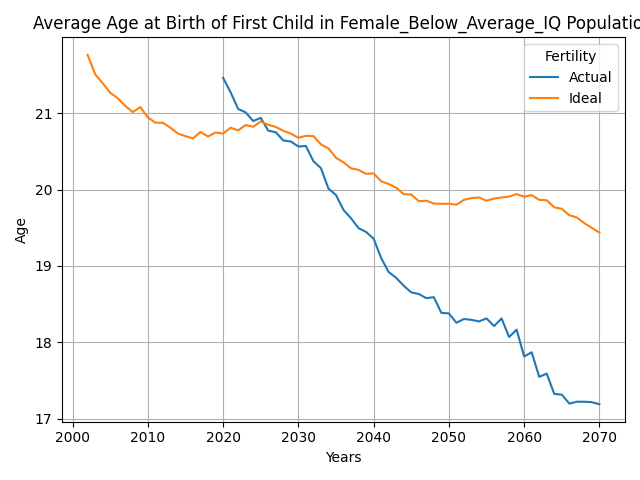 Average Age at Birth of First Child in Female_Below_Average_IQ Populatio
Fertility
Actual
Ideal
21
20
19
18
17
Age
2000 2010 2020 2030 2040 2050 2060 2070
Years